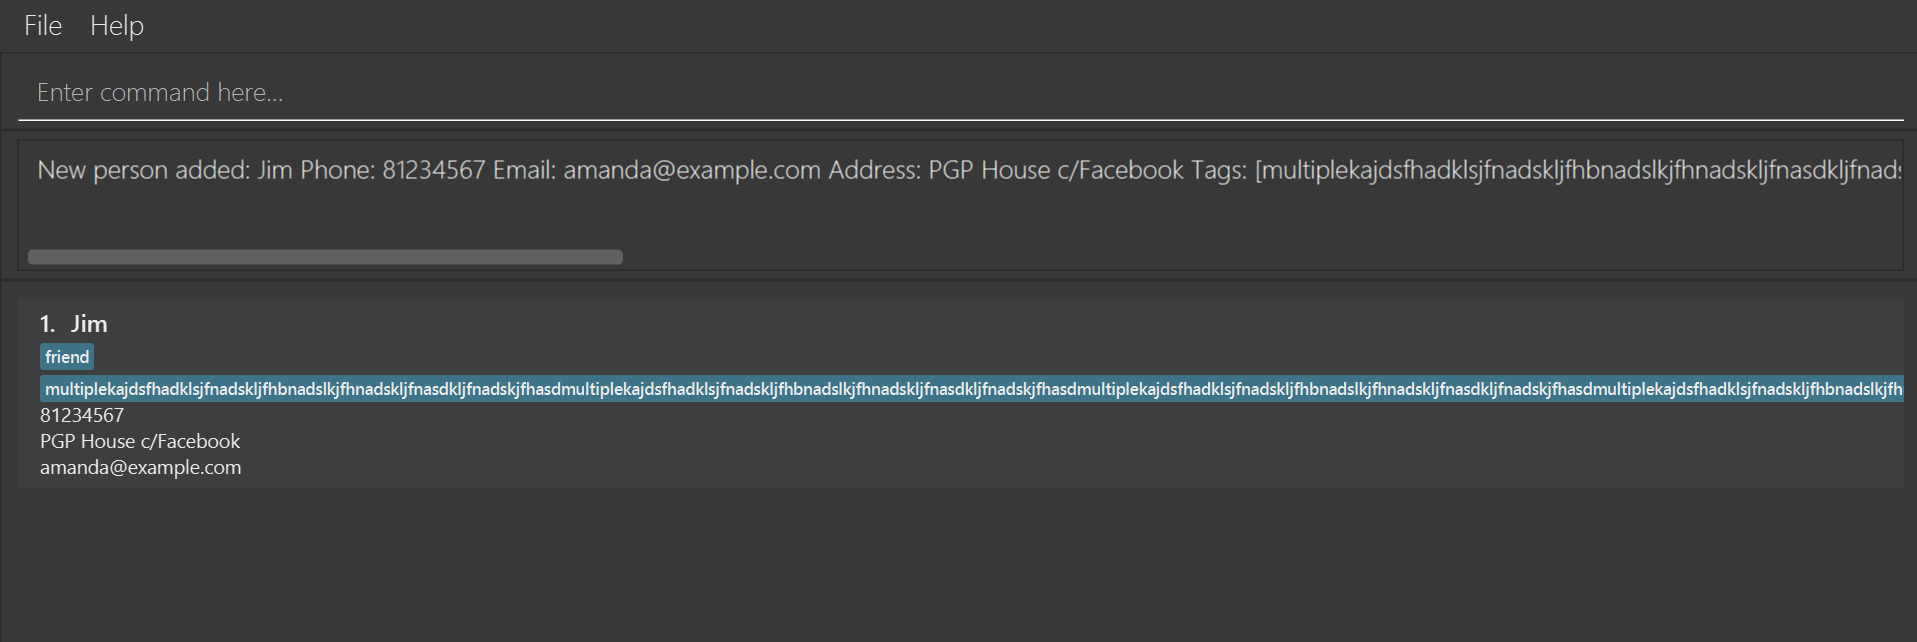 File Help
Enter command here...
New person added: Jim Phone: 81234567 Email: amanda@example.com Address: PGP House c/Facebook Tags: [multiplekajdsfhadklsjfnadskljfhbnadslkjfhnadskljfnasdkljfnads
1. Jim
friend
multiplekajdsfhadklsjfnadskljfhbnadslkjfhnadskljfnasdkljfnadskjfhasdmultiplekajdsfhadklsjfnadskljfhbnadslkjfhnadskljfnasdkljfnadskjfhasdmultiplekajdsfhadklsjfnadskljfhbnadslkjfhnadskljfnasdkljfnadskjfhasdmultiplekajdsfhadklsjfnadskljfhbnadslkjfh
81234567
PGP House c/Facebook
amanda@example.com